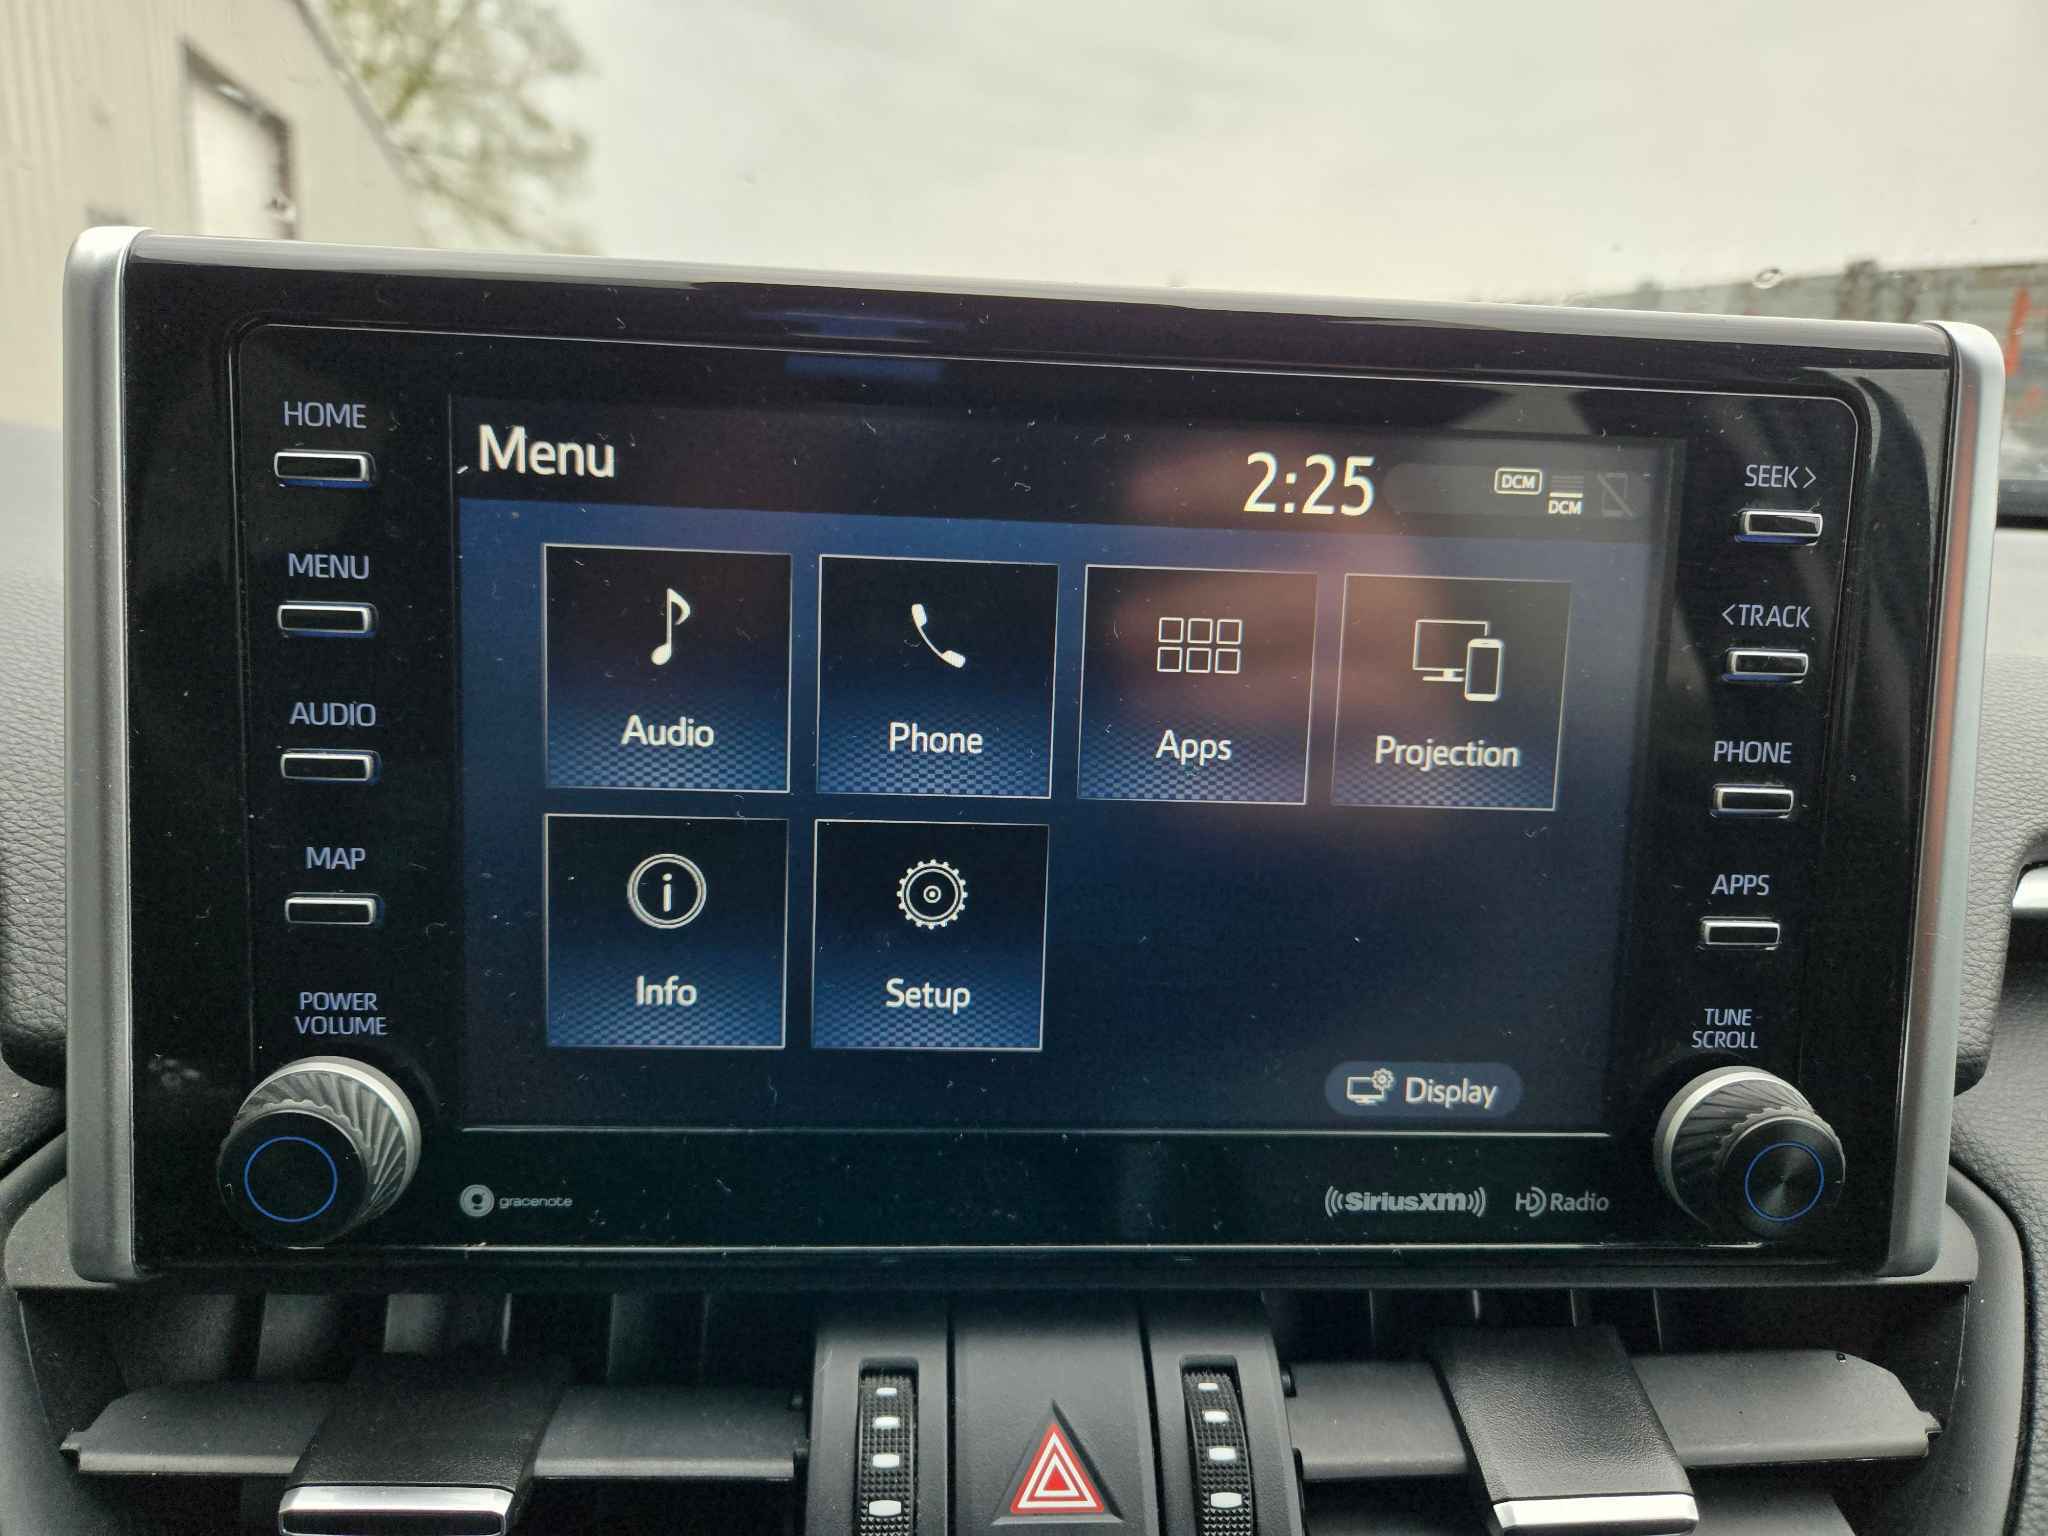 HOME
MENU
AUDIO
MAP
POWER
VOLUME
Menu
2:25
DCM
DCM
Audio
Phone
Apps
Projection
Info
Setup
Display
gracenote
((SiriusXM))
HD Radio
SEEK >
< TRACK
PHONE
APPS
TUNE·
SCROLL